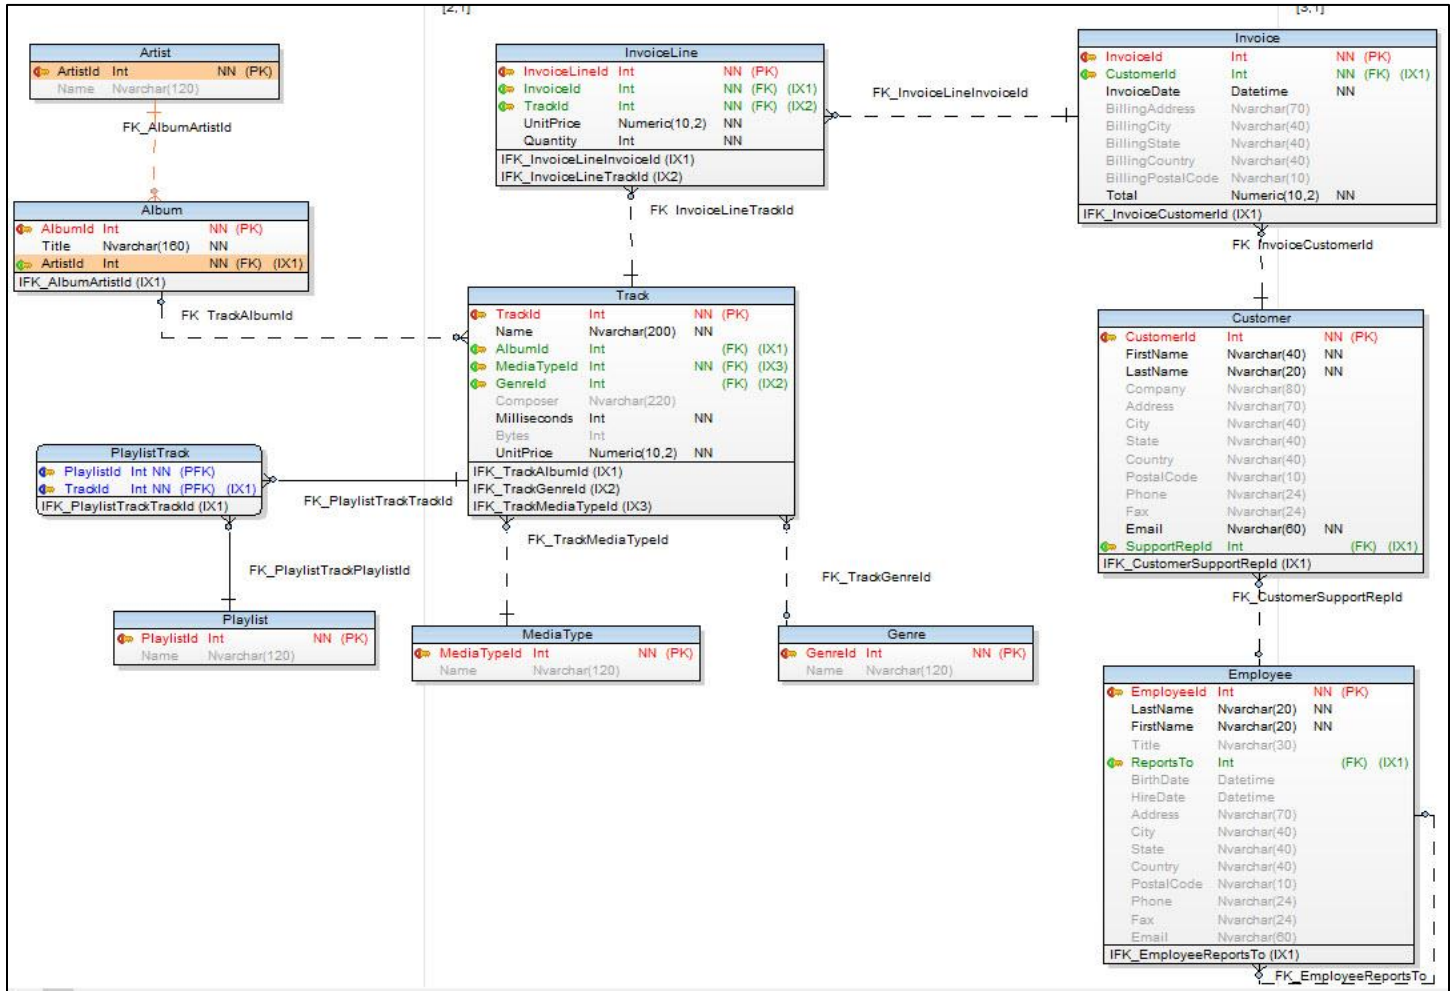 [2,1]
[3,1]
Artist
ArtistId Int NN (PK)
Name Nvarchar(120)
FK_AlbumArtistId
Album
AlbumId Int NN (PK)
Title Nvarchar(160) NN
ArtistId Int NN (FK) (IX1)
IFK_AlbumArtistId (IX1)
FK_TrackAlbumId
InvoiceLine
InvoiceLineId Int NN (PK)
InvoiceId Int NN (FK) (IX1)
TrackId Int NN (FK) (IX2)
UnitPrice Numeric(10,2) NN
Quantity Int NN
IFK_InvoiceLineInvoiceId (IX1)
IFK_InvoiceLineTrackId (IX2)
FK_InvoiceLineInvoiceId
FK_InvoiceLineTrackId
Invoice
InvoiceId Int NN (PK)
CustomerId Int NN (FK) (IX1)
InvoiceDate Datetime NN
BillingAddress Nvarchar(70)
BillingCity Nvarchar(40)
BillingState Nvarchar(40)
BillingCountry Nvarchar(40)
BillingPostalCode Nvarchar(10)
Total Numeric(10,2) NN
IFK_InvoiceCustomerId (IX1)
FK_InvoiceCustomerId
Track
TrackId Int NN (PK)
Name Nvarchar(200) NN
AlbumId Int (FK) (IX1)
MediaTypeId Int NN (FK) (IX3)
GenreId Int (FK) (IX2)
Composer Nvarchar(220)
Milliseconds Int NN
Bytes Int
UnitPrice Numeric(10,2) NN
IFK_TrackAlbumId (IX1)
IFK_TrackGenreId (IX2)
IFK_TrackMediaTypeId (IX3)
Customer
CustomerId Int NN (PK)
FirstName Nvarchar(40) NN
LastName Nvarchar(20) NN
Company Nvarchar(80)
Address Nvarchar(70)
City Nvarchar(40)
State Nvarchar(40)
Country Nvarchar(40)
PostalCode Nvarchar(10)
Phone Nvarchar(24)
Fax Nvarchar(24)
Email Nvarchar(60) NN
SupportRepId Int (FK) (IX1)
IFK_CustomerSupportRepId (IX1)
FK_CustomerSupportRepId
PlaylistTrack
PlaylistId Int NN (PFK)
TrackId Int NN (PFK) (IX1)
IFK_PlaylistTrackTrackId (IX1)
FK_PlaylistTrackTrackId
FK_PlaylistTrackPlaylistId
FK_TrackMediaTypeId
FK_TrackGenreId
Playlist
PlaylistId Int NN (PK)
Name Nvarchar(120)
MediaType
MediaTypeId Int NN (PK)
Name Nvarchar(120)
Genre
GenreId Int NN (PK)
Name Nvarchar(120)
Employee
EmployeeId Int NN (PK)
LastName Nvarchar(20) NN
FirstName Nvarchar(20) NN
Title Nvarchar(30)
ReportsTo Int (FK) (IX1)
BirthDate Datetime
HireDate Datetime
Address Nvarchar(70)
City Nvarchar(40)
State Nvarchar(40)
Country Nvarchar(40)
PostalCode Nvarchar(10)
Phone Nvarchar(24)
Fax Nvarchar(24)
Email Nvarchar(60)
IFK_EmployeeReportsTo (IX1)
FK_EmployeeReportsTo